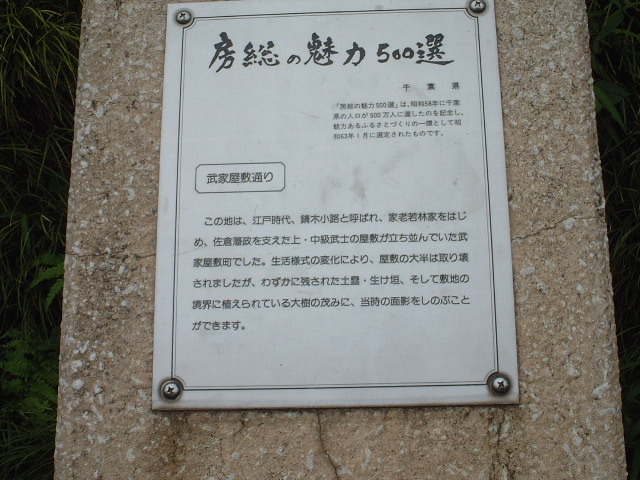 房総の魅力500選
千葉県
「房総の魅力500選」は、昭和58年に千葉
県の人口が500万人に達したのを記念し、
魅力あるふるさとづくりの一環として昭
和63年1月に選定されたものです。
武家屋敷通り
この地は、江戸時代、鏑木小路と呼ばれ、家老若林家をはじ
め、佐倉藩政を支えた上・中級武士の屋敷が立ち並んでいた武
家屋敷町でした。生活様式の変化により、屋敷の大半は取り壊
されましたが、わずかに残された土塁・生け垣、そして敷地の
境界に植えられている大樹の茂みに、当時の面影をしのぶこと
ができます。